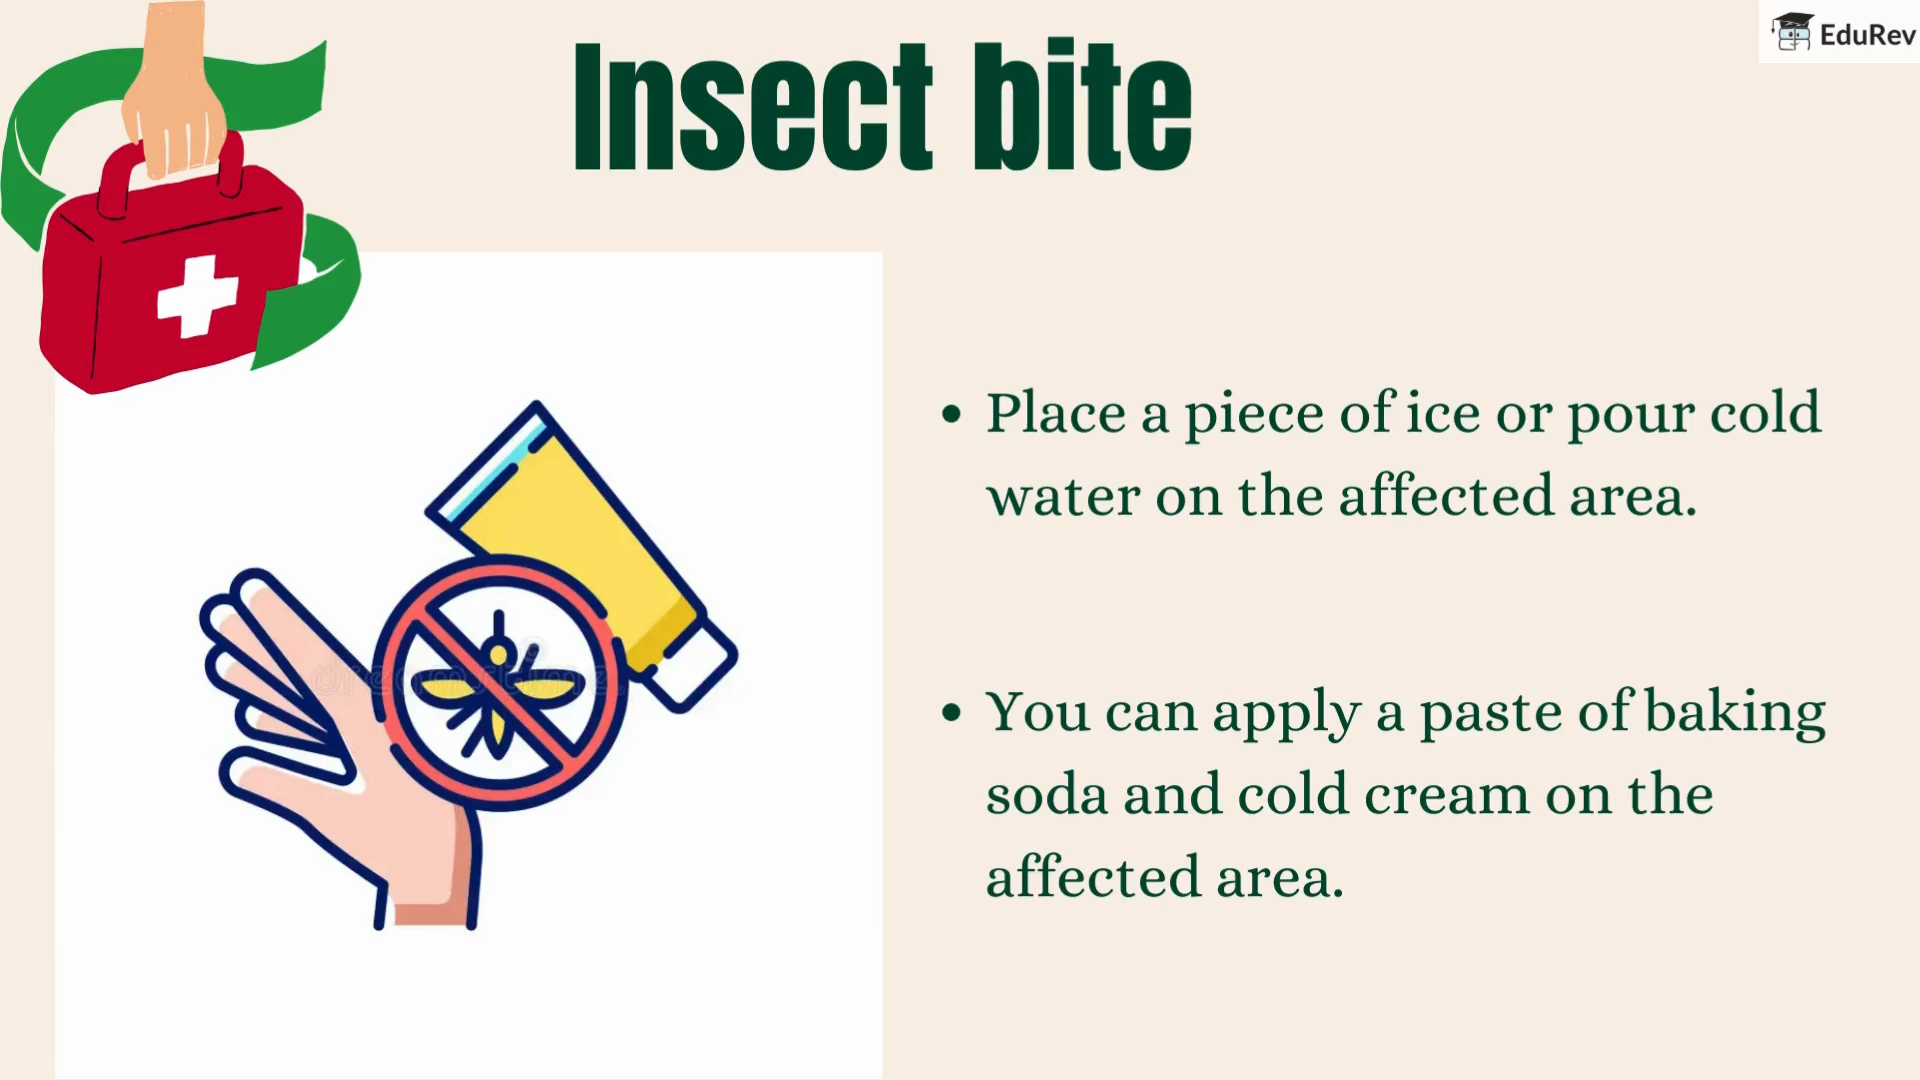 EduRev
Insect bite
• Place a piece of ice or pour cold
water on the affected area.
• You can apply a paste of baking
soda and cold cream on the
affected area.
dreamstime